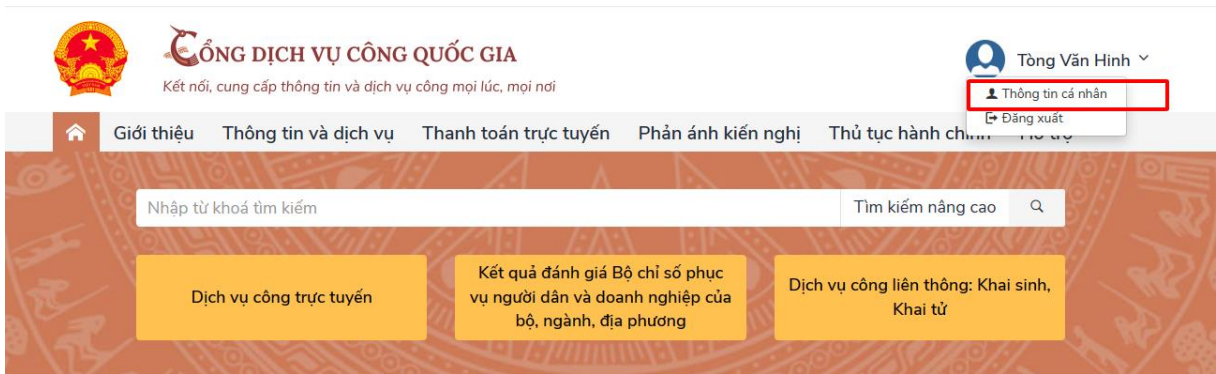 CỔNG DỊCH VỤ CÔNG QUỐC GIA
Kết nối, cung cấp thông tin và dịch vụ công mọi lúc, mọi nơi
Tòng Văn Hinh
Thông tin cá nhân
Đăng xuất
Giới thiệu Thông tin và dịch vụ Thanh toán trực tuyến Phản ánh kiến nghị Thủ tục hành chính Hỗ trợ
Nhập từ khoá tìm kiếm Tìm kiếm nâng cao
Dịch vụ công trực tuyến
Kết quả đánh giá Bộ chỉ số phục
vụ người dân và doanh nghiệp của
bộ, ngành, địa phương
Dịch vụ công liên thông: Khai sinh,
Khai tử